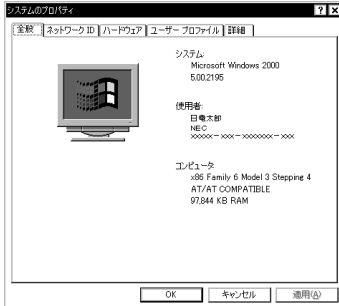 システムのプロパティ
全般 ネットワーク ID ハードウェア ユーザー プロファイル 詳細
システム:
Microsoft Windows 2000
5.00.2195
使用者:
日電太郎
NEC
xxxxx-xxx-xxxxxxx-xxx
コンピュータ:
x86 Family 6 Model 3 Stepping 4
AT/AT COMPATIBLE
97,844 KB RAM
OK キャンセル 適用(A)